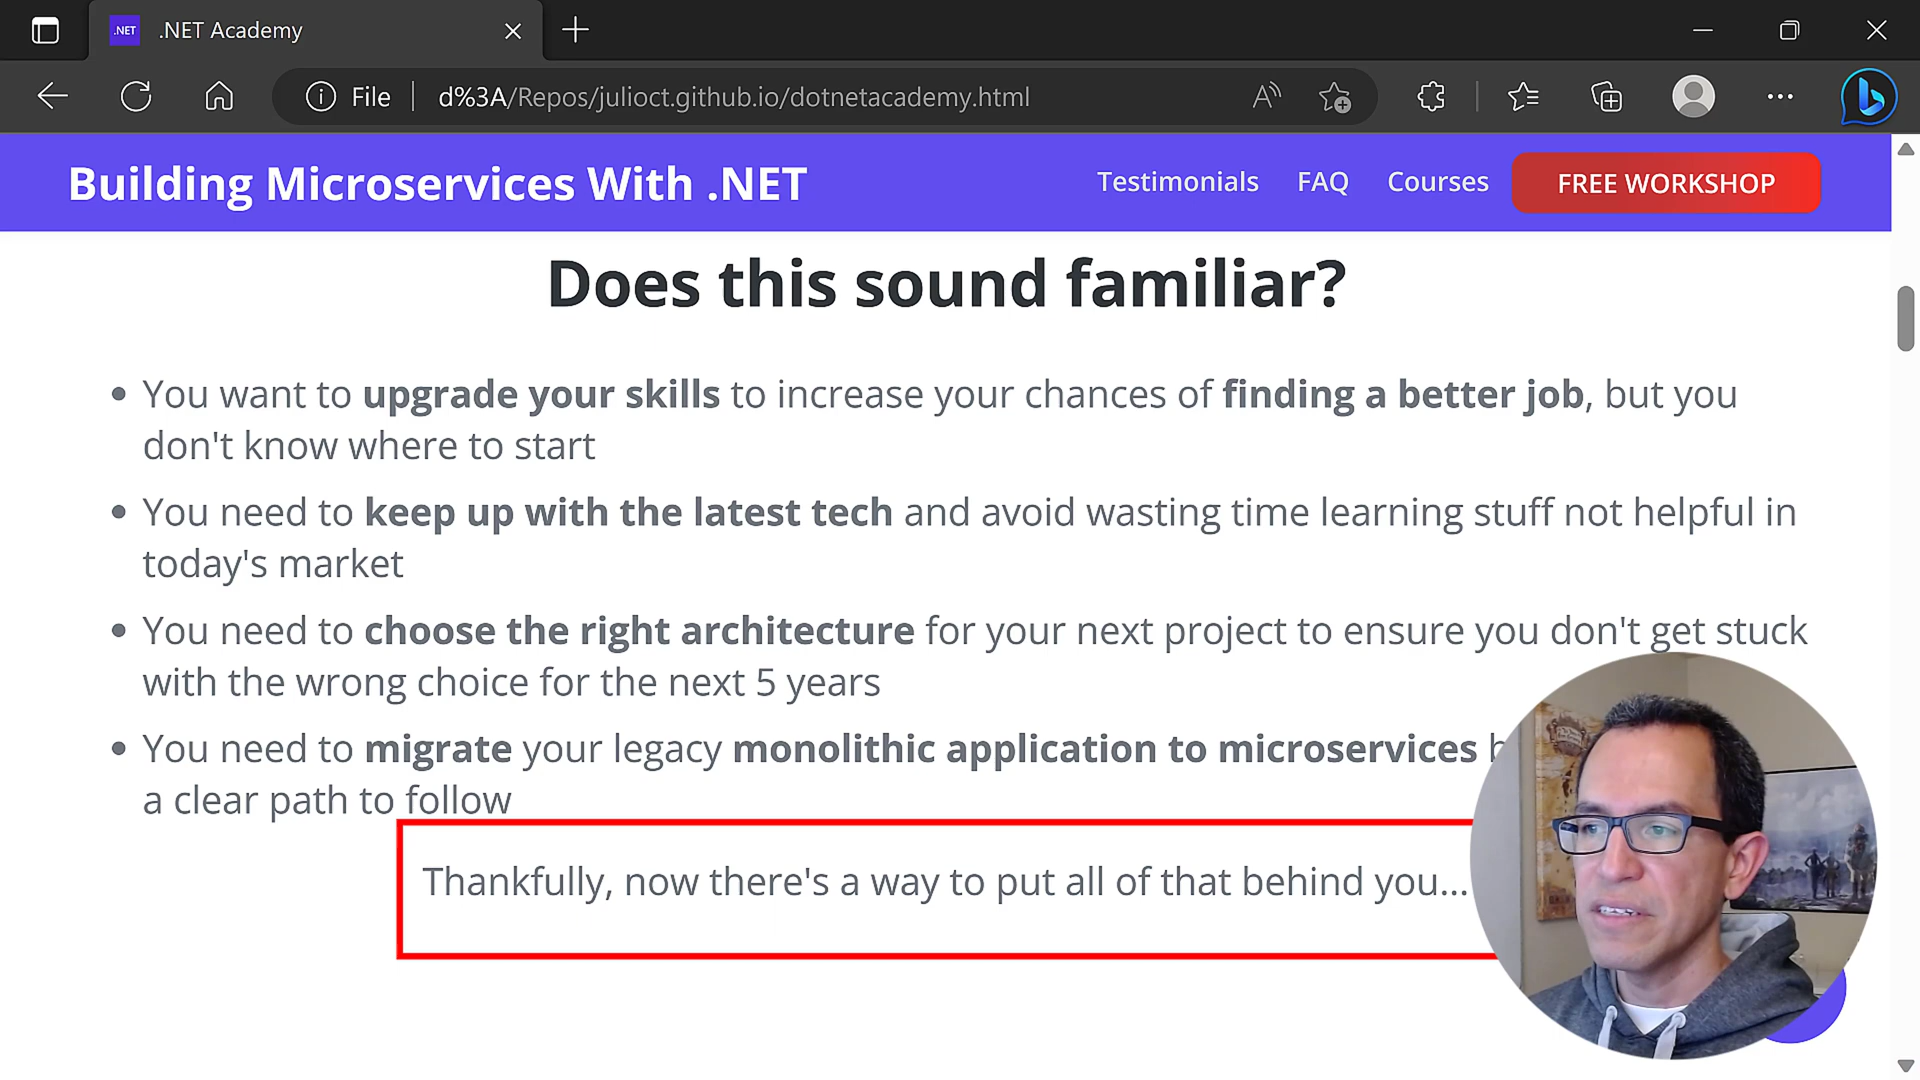 .NET .NET Academy
File d%3A/Repos/julioct.github.io/dotnetacademy.html
Building Microservices With .NET Testimonials FAQ Courses FREE WORKSHOP
Does this sound familiar?
• You want to upgrade your skills to increase your chances of finding a better job, but you
don't know where to start
• You need to keep up with the latest tech and avoid wasting time learning stuff not helpful in
today's market
• You need to choose the right architecture for your next project to ensure you don't get stuck
with the wrong choice for the next 5 years
• You need to migrate your legacy monolithic application to microservices
a clear path to follow
Thankfully, now there's a way to put all of that behind you...